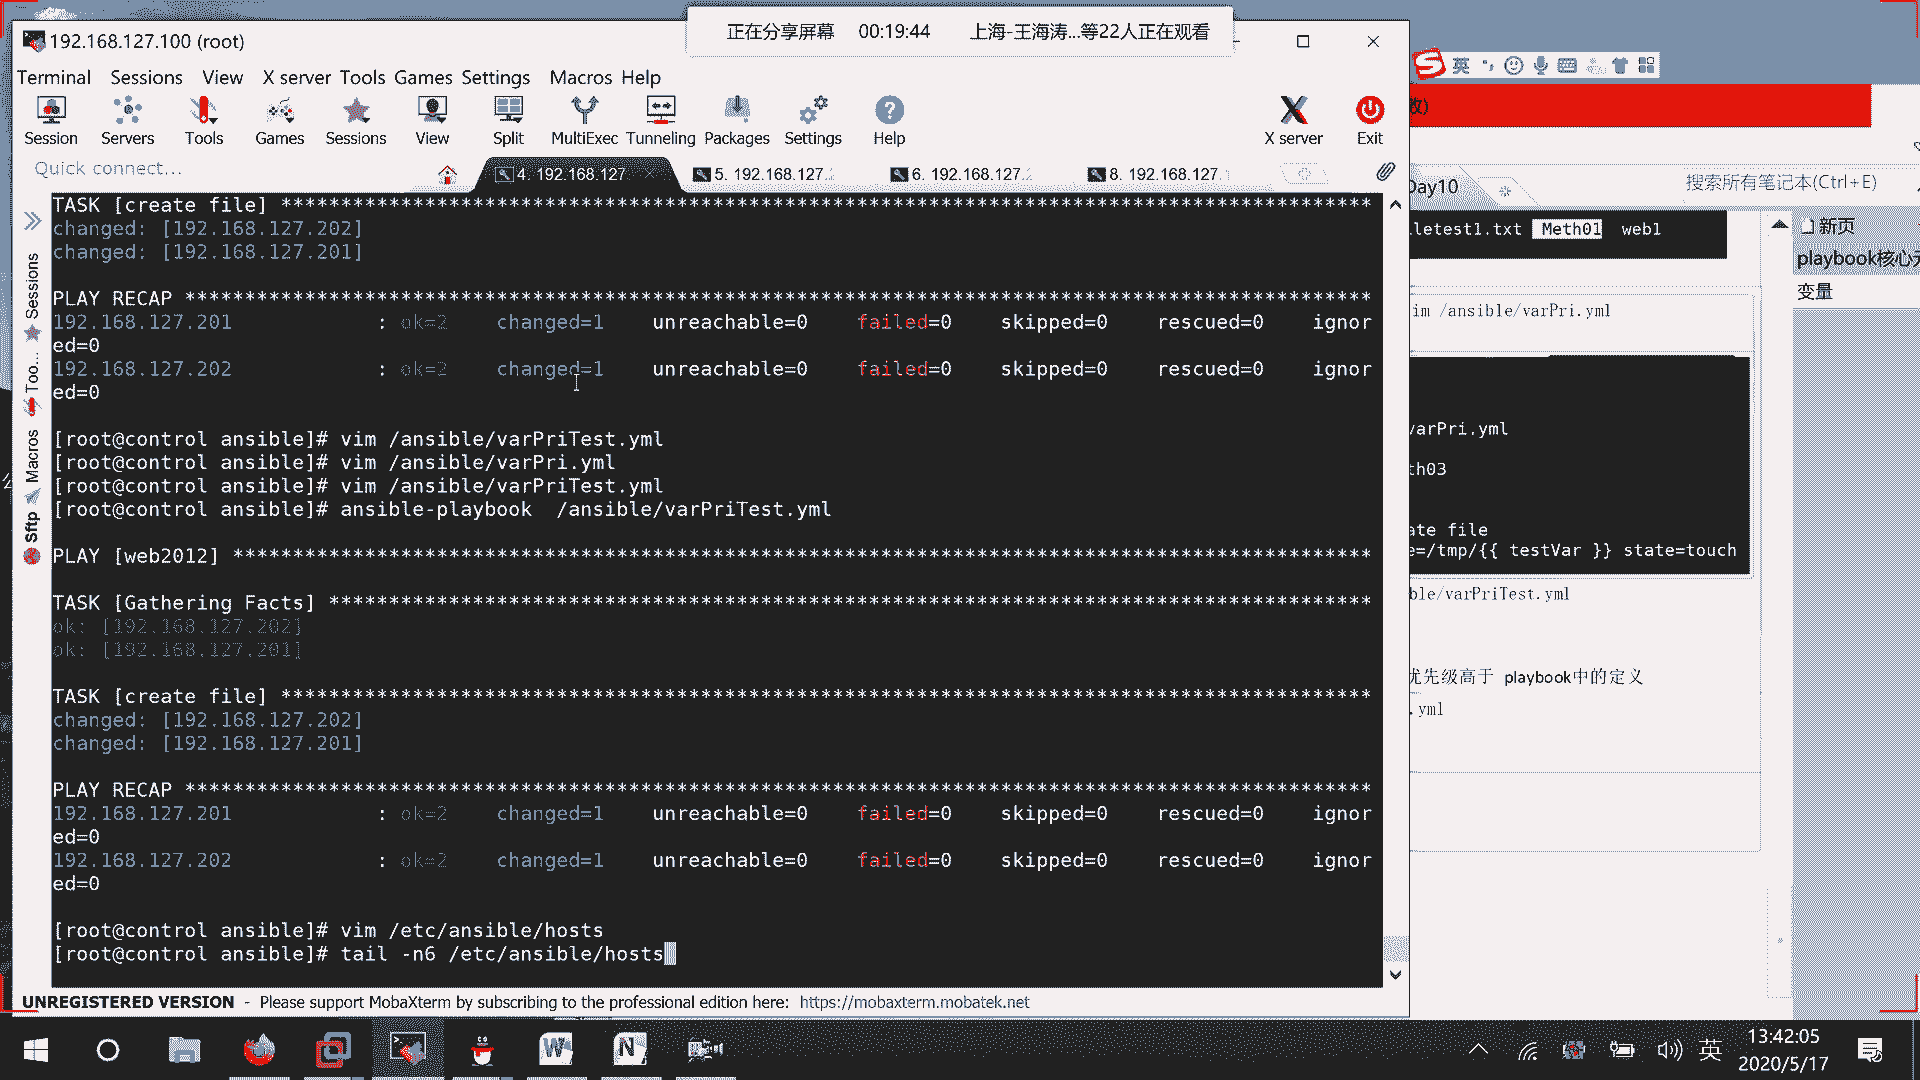 正在分享屏幕 00:19:44 上海-王海涛...等22人正在观看
192.168.127.100 (root)
Terminal Sessions View X server Tools Games Settings Macros Help
英
Session Servers Tools Games Sessions View Split MultiExec Tunneling Packages Settings Help X server Exit
Quick connect...
4. 192.168.127
5. 192.168.127.
6. 192.168.127.
8. 192.168.127.
Day10
搜索所有笔记本(Ctrl+E)
Sessions
Too...
Macros
Sftp
TASK [create file] ******************************************************************************************
changed: [192.168.127.202]
changed: [192.168.127.201]
PLAY RECAP **************************************************************************************************
192.168.127.201 : ok=2 changed=1 unreachable=0 failed=0 skipped=0 rescued=0 ignor
ed=0
192.168.127.202 : ok=2 changed=1 unreachable=0 failed=0 skipped=0 rescued=0 ignor
ed=0
[root@control ansible]# vim /ansible/varPriTest.yml
[root@control ansible]# vim /ansible/varPri.yml
[root@control ansible]# vim /ansible/varPriTest.yml
[root@control ansible]# ansible-playbook /ansible/varPriTest.yml
PLAY [web2012] **********************************************************************************************
TASK [Gathering Facts] **************************************************************************************
ok: [192.168.127.202]
ok: [192.168.127.201]
TASK [create file] ******************************************************************************************
changed: [192.168.127.202]
changed: [192.168.127.201]
PLAY RECAP **************************************************************************************************
192.168.127.201 : ok=2 changed=1 unreachable=0 failed=0 skipped=0 rescued=0 ignor
ed=0
192.168.127.202 : ok=2 changed=1 unreachable=0 failed=0 skipped=0 rescued=0 ignor
ed=0
[root@control ansible]# vim /etc/ansible/hosts
[root@control ansible]# tail -n6 /etc/ansible/hosts
letest1.txt Meth01 web1
im /ansible/varPri.yml
varPri.yml
th03
ate file
e=/tmp/{{ testVar }} state=touch
ble/varPriTest.yml
优先级高于 playbook中的定义
.yml
新页
playbook核心元
变量
UNREGISTERED VERSION - Please support MobaXterm by subscribing to the professional edition here: https://mobaxterm.mobatek.net
英
13:42:05
2020/5/17